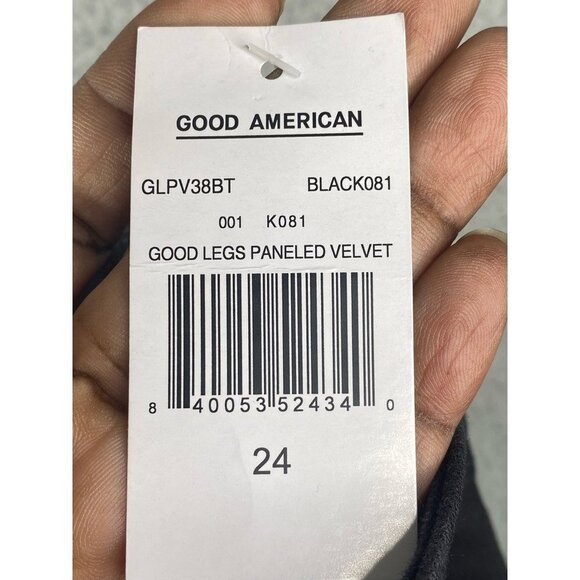 GOOD AMERICAN
GLPV38BT BLACK081
001 K081
GOOD LEGS PANELED VELVET
8 40053 52434 0
24